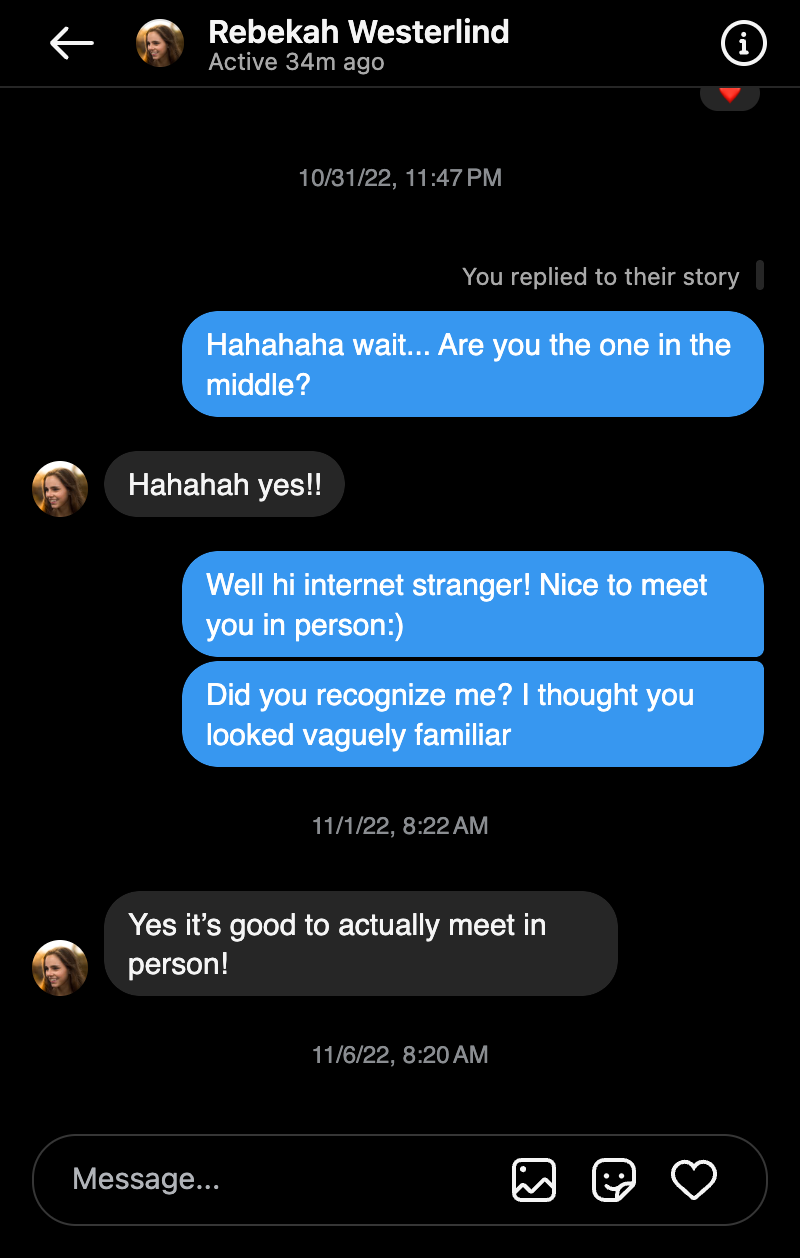 Rebekah Westerlind
Active 34m ago
10/31/22, 11:47 PM
You replied to their story
Hahahaha wait... Are you the one in the
middle?
Hahahah yes!!
Well hi internet stranger! Nice to meet
you in person:)
Did you recognize me? I thought you
looked vaguely familiar
11/1/22, 8:22 AM
Yes it’s good to actually meet in
person!
11/6/22, 8:20 AM
Message...